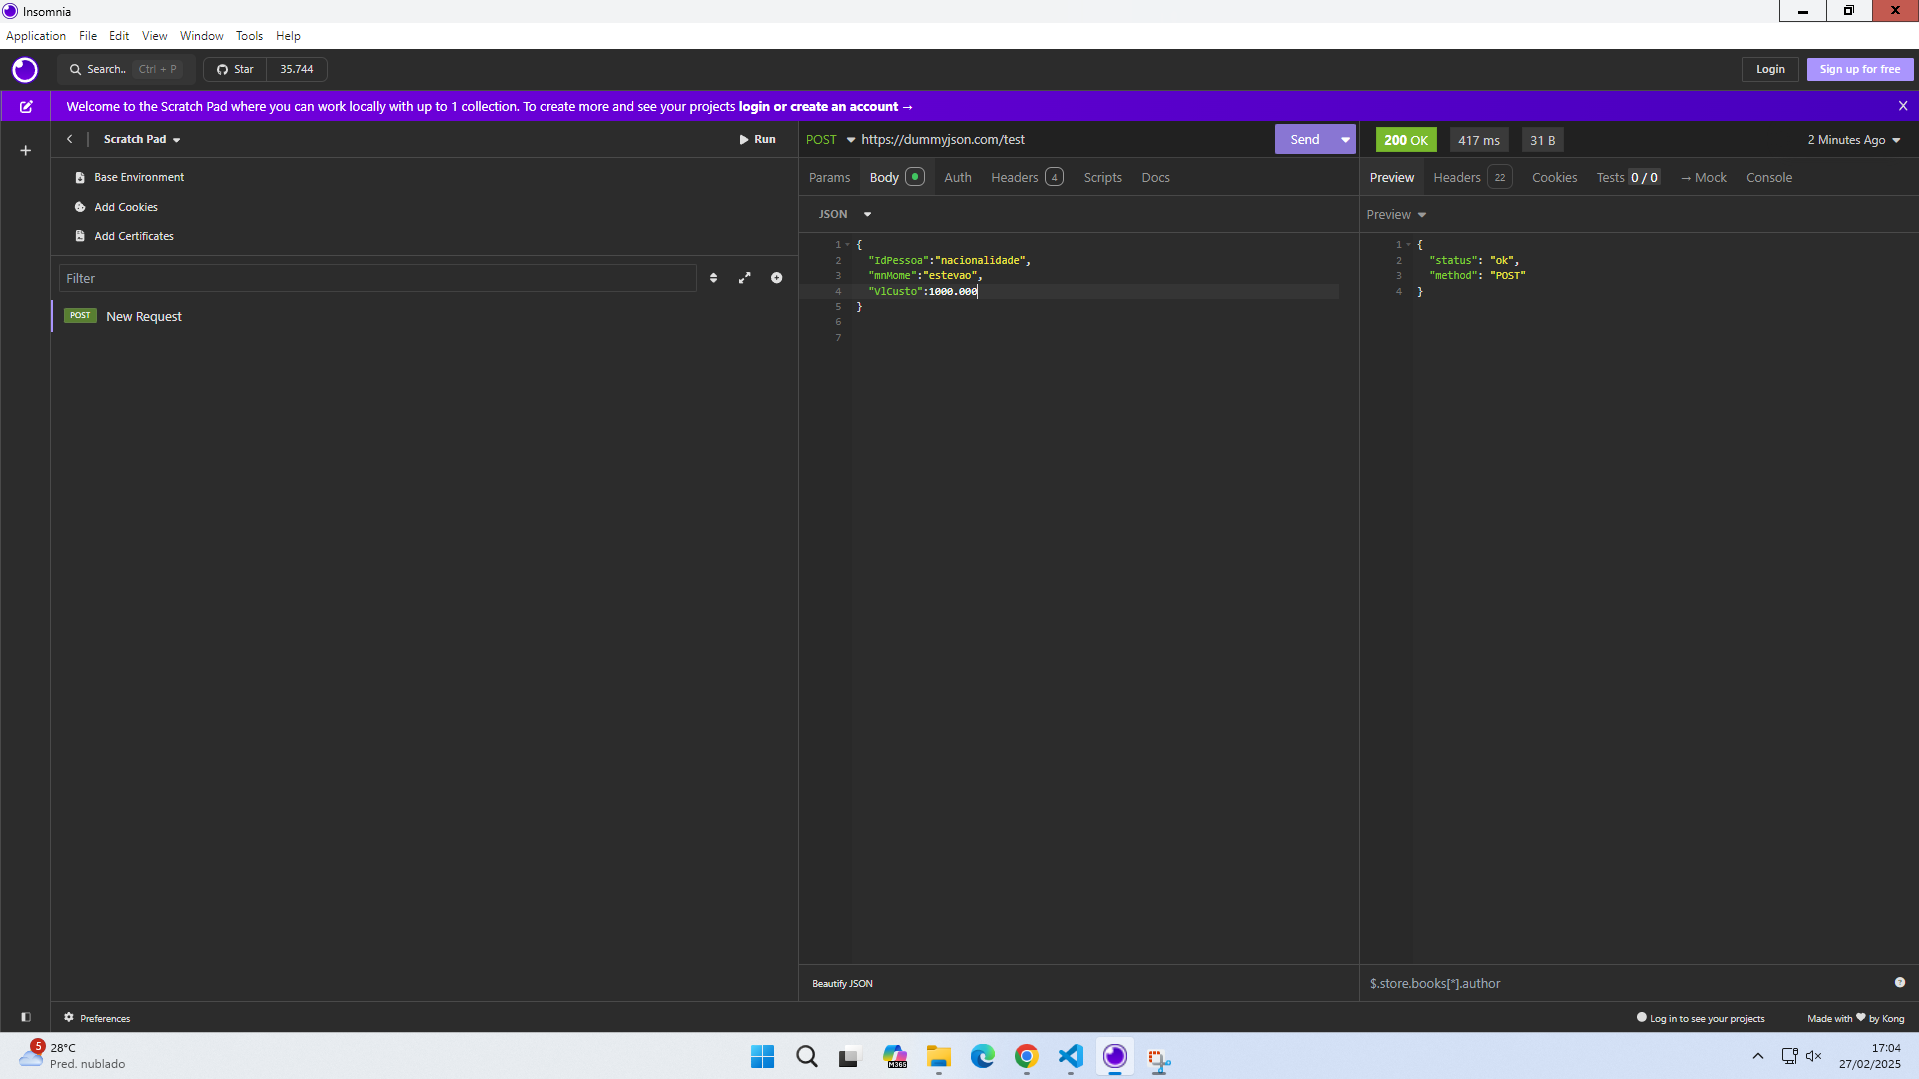 Insomnia
Application File Edit View Window Tools Help
Search.. Ctrl + P Star 35.744 Login Sign up for free
Welcome to the Scratch Pad where you can work locally with up to 1 collection. To create more and see your projects login or create an account →
Scratch Pad Run
Base Environment
Add Cookies
Add Certificates
Filter
POST New Request
POST https://dummyjson.com/test Send
Params Body Auth Headers 4 Scripts Docs
JSON
1 {
2 "IdPessoa":"nacionalidade",
3 "mnMome":"estevao",
4 "VlCusto":1000.000
5 }
6
7
Beautify JSON
200 OK 417 ms 31 B 2 Minutes Ago
Preview Headers 22 Cookies Tests 0 / 0 → Mock Console
Preview
1 {
2 "status": "ok",
3 "method": "POST"
4 }
$.store.books[*].author
Preferences Log in to see your projects Made with ♥ by Kong
5
28°C
Pred. nublado
M365
17:04
27/02/2025